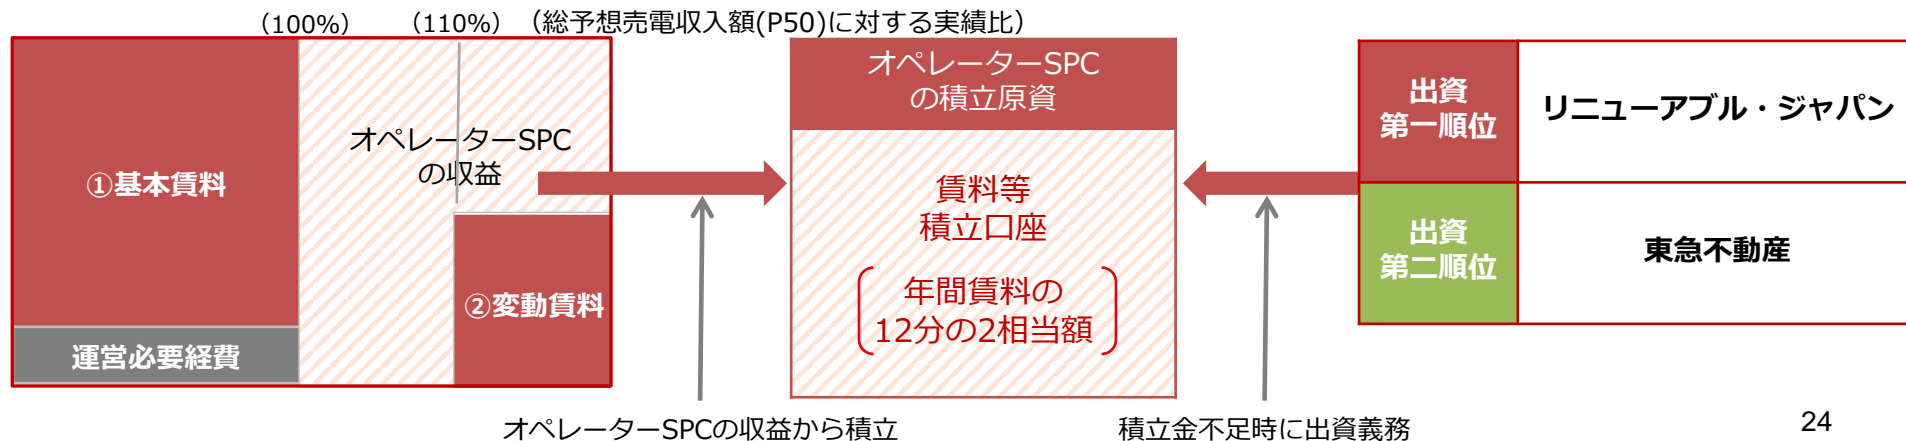 （100%）
（110%）
（総予想売電収入額(P50)に対する実績比）
①基本賃料
運営必要経費
オペレーターSPC
の収益
②変動賃料
オペレーターSPC
の積立原資
賃料等
積立口座
年間賃料の
12分の2相当額
出資
第一順位
リニューアブル・ジャパン
出資
第二順位
東急不動産
オペレーターSPCの収益から積立
積立金不足時に出資義務
24